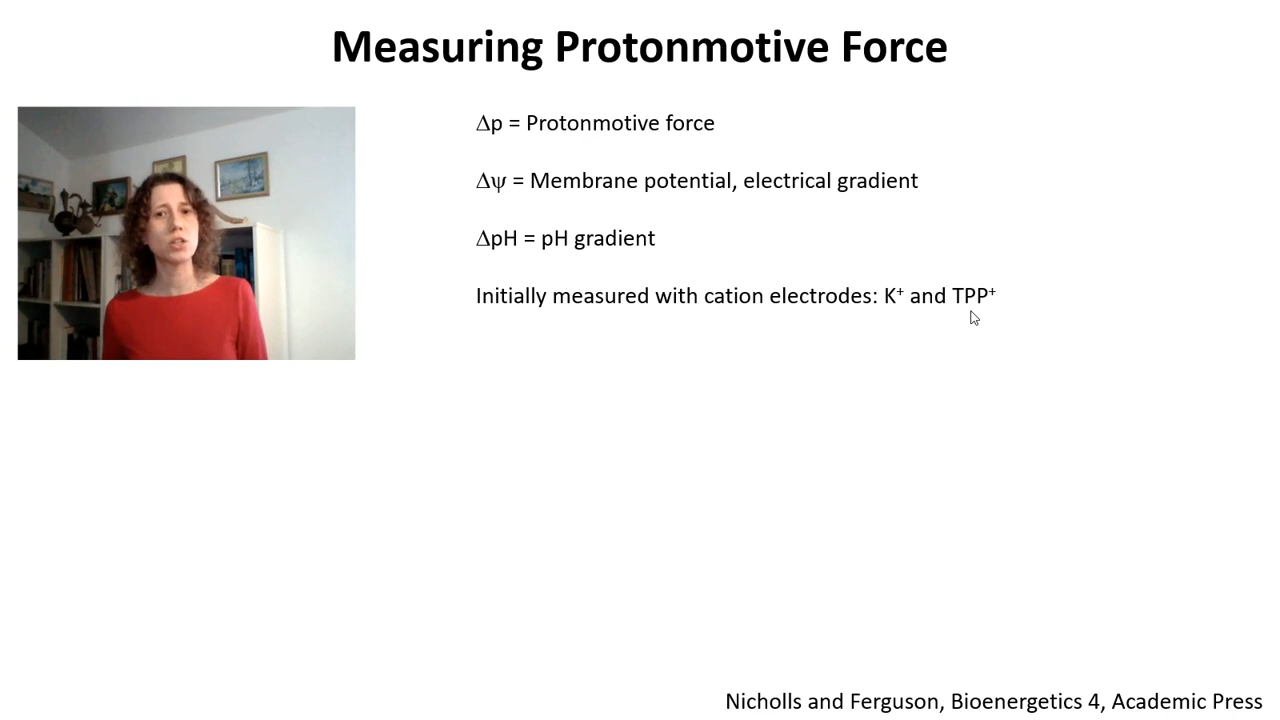 Measuring Protonmotive Force
Δp = Protonmotive force
Δψ = Membrane potential, electrical gradient
ΔpH = pH gradient
Initially measured with cation electrodes: K⁺ and TPP⁺
Nicholls and Ferguson, Bioenergetics 4, Academic Press